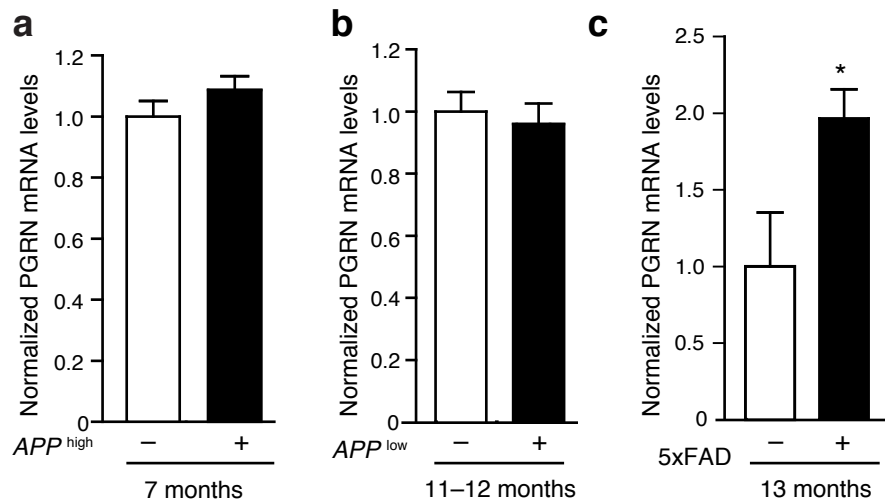 a
Normalized PGRN mRNA levels
1.2
1.0
0.8
0.6
0.4
0.2
0
APP high − +
7 months
b
Normalized PGRN mRNA levels
1.2
1.0
0.8
0.6
0.4
0.2
0
APP low − +
11–12 months
c
Normalized PGRN mRNA levels
2.5
2.0
1.5
1.0
0.5
0
*
5xFAD − +
13 months